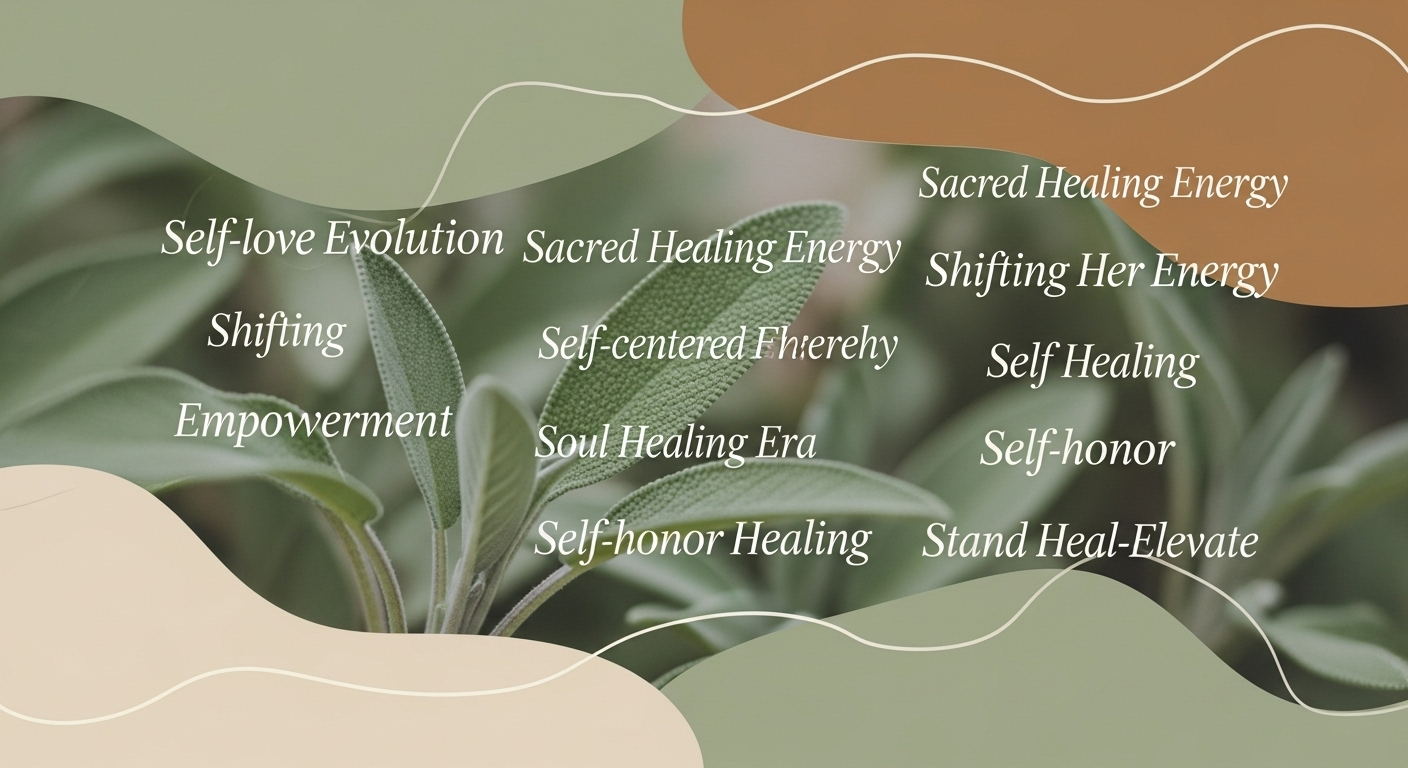 Self-love Evolution
Shifting
Empowerment
Sacred Healing Energy
Self-centered
Soul Healing Era
Self-honor Healing
Sacred Healing Energy
Shifting Her Energy
Self Healing
Self-honor
Stand Heal-Elevate